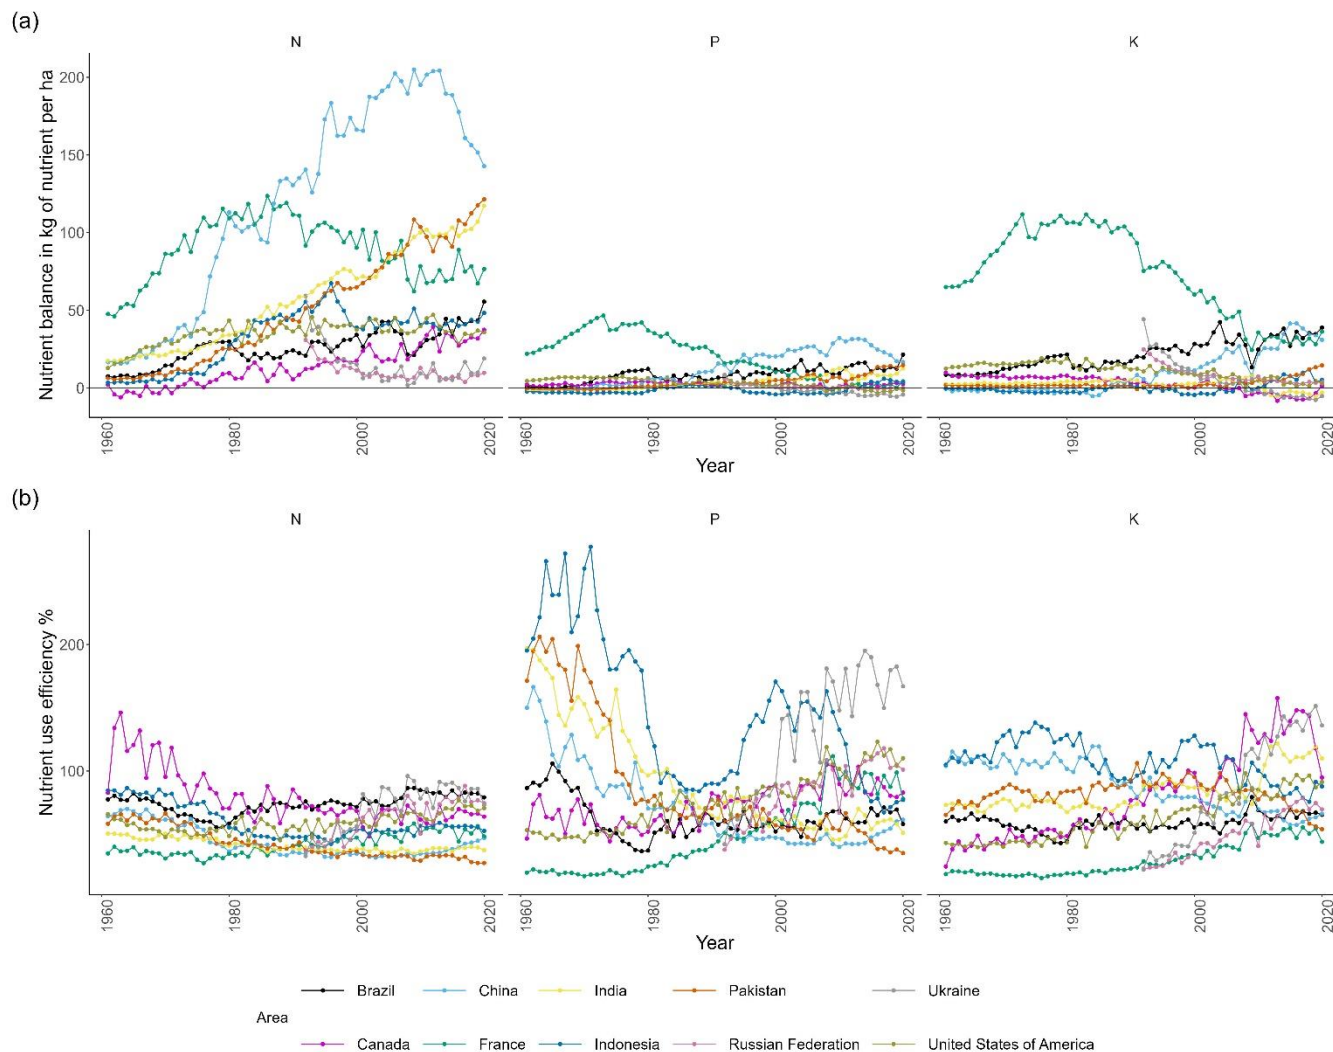 (a)
N P K
Nutrient balance in kg of nutrient per ha
200
150
100
50
0
1960 1980 2000 2020 1960 1980 2000 2020 1960 1980 2000 2020
Year
(b)
N P K
Nutrient use efficiency %
200
100
1960 1980 2000 2020 1960 1980 2000 2020 1960 1980 2000 2020
Year
Area
Brazil China India Pakistan Ukraine
Canada France Indonesia Russian Federation United States of America